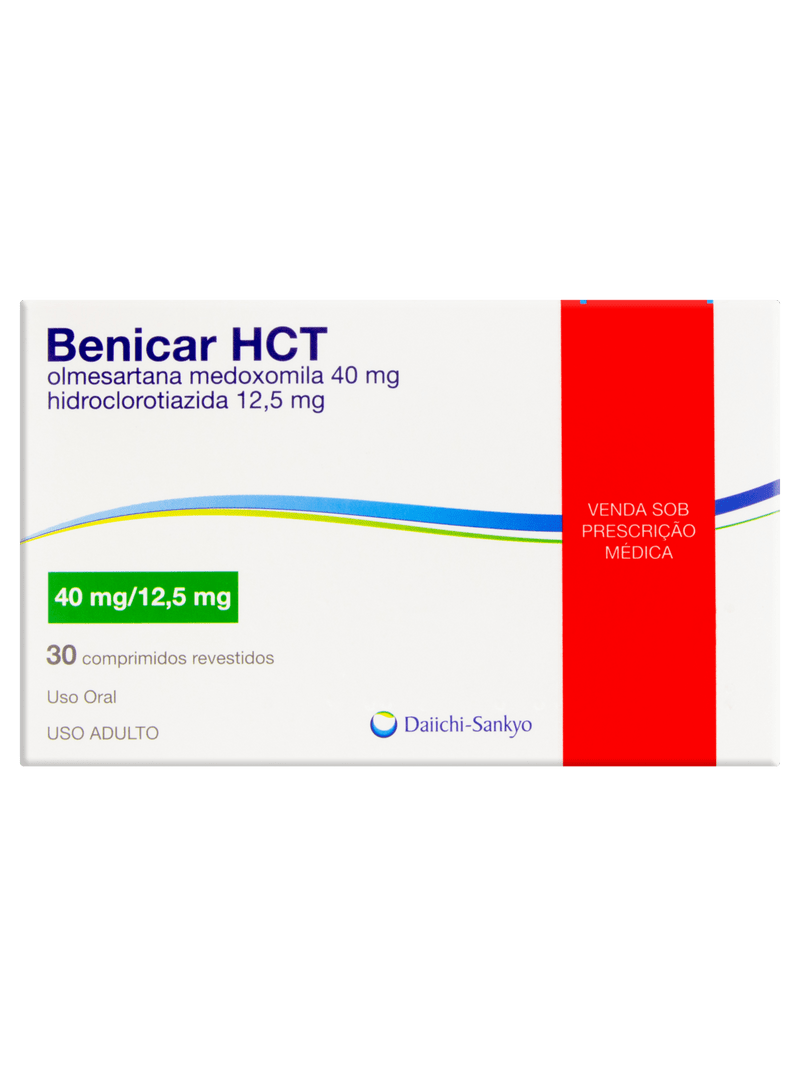 Benicar HCT
olmesartana medoxomila 40 mg
hidroclorotiazida 12,5 mg
VENDA SOB
PRESCRIÇÃO
MÉDICA
40 mg/12,5 mg
30 comprimidos revestidos
Uso Oral
USO ADULTO
Daiichi-Sankyo